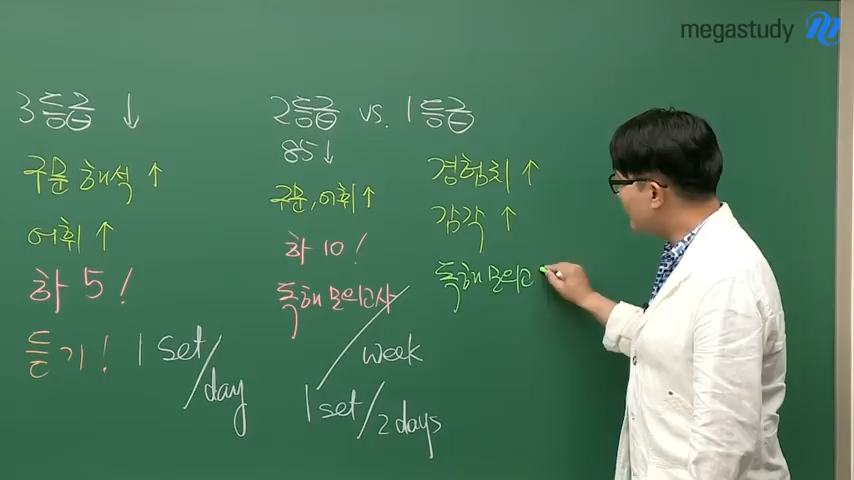 megastudy
3등급 ↓
구문 해석 ↑
어휘 ↑
하 5!
듣기! 1 set/day
2등급 vs. 1등급
85↓
구문, 어휘 ↑
하 10!
독해 모의고사/week
1 set/2 days
경험치 ↑
감각 ↑
독해 모의고